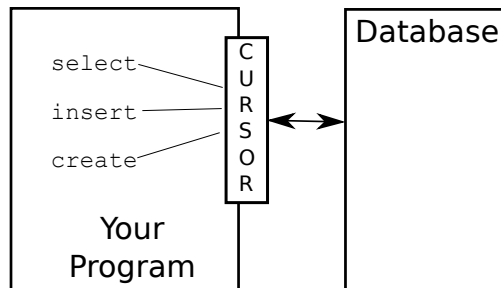 select
insert
create
Your
Program
C
U
R
S
O
R
Database